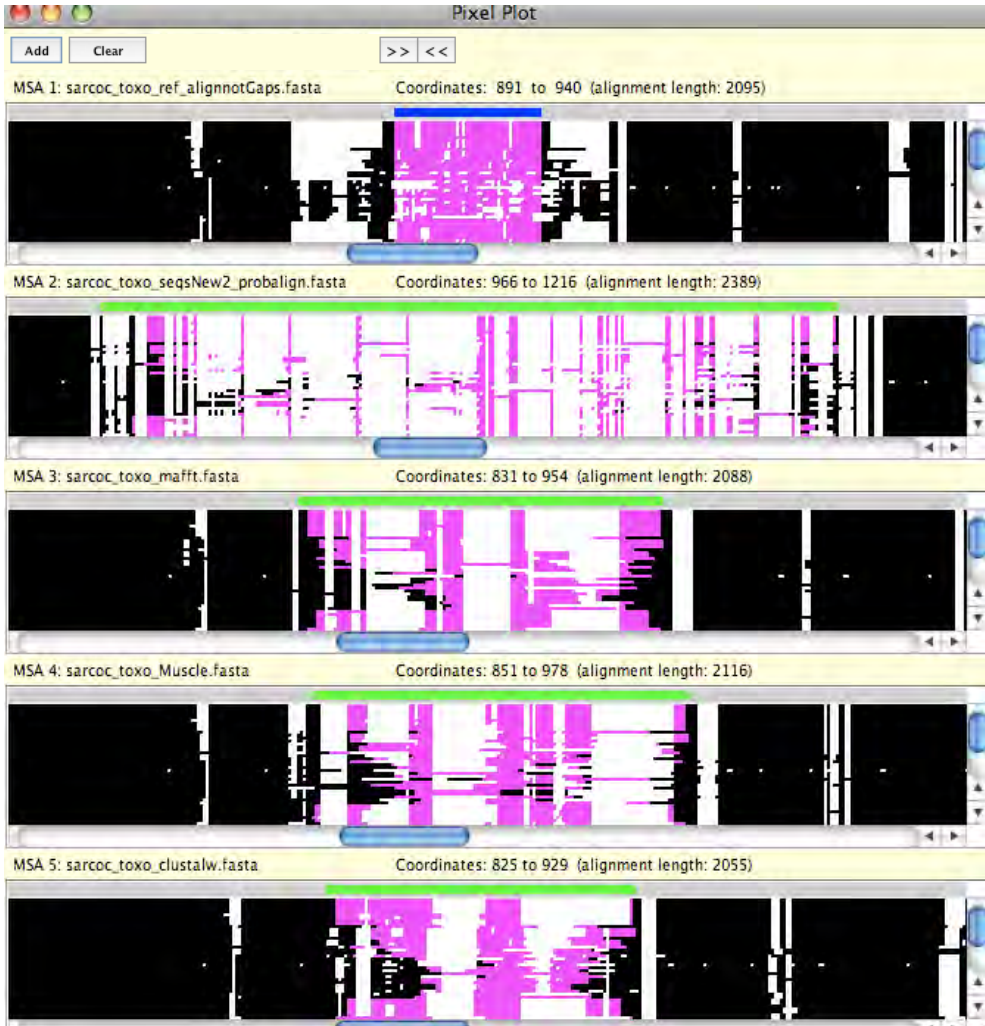 Pixel Plot
Add Clear >> <<
MSA 1: sarcoc_toxo_ref_alignnotGaps.fasta Coordinates: 891 to 940 (alignment length: 2095)
MSA 2: sarcoc_toxo_seqsNew2_probalign.fasta Coordinates: 966 to 1216 (alignment length: 2389)
MSA 3: sarcoc_toxo_mafft.fasta Coordinates: 831 to 954 (alignment length: 2088)
MSA 4: sarcoc_toxo_Muscle.fasta Coordinates: 851 to 978 (alignment length: 2116)
MSA 5: sarcoc_toxo_clustalw.fasta Coordinates: 825 to 929 (alignment length: 2055)